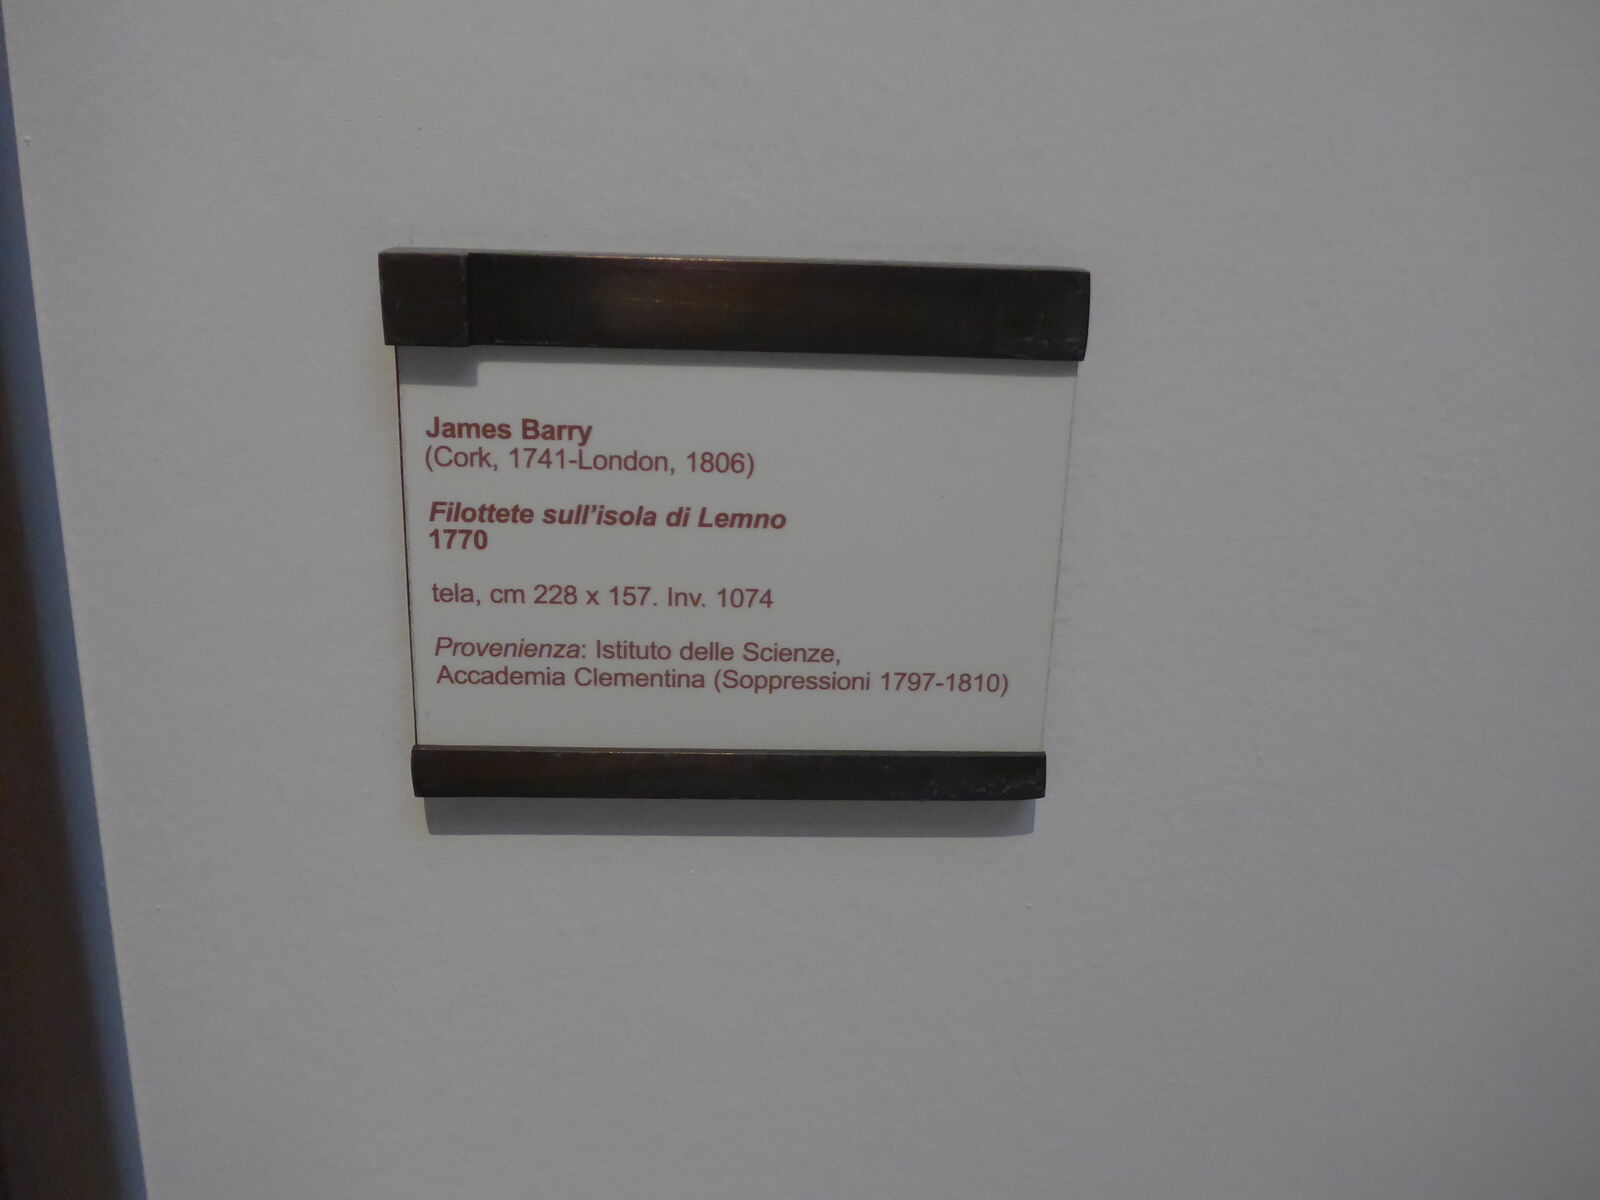 James Barry
(Cork, 1741-London, 1806)
Filottete sull'isola di Lemno
1770
tela, cm 228 x 157. Inv. 1074
Provenienza: Istituto delle Scienze,
Accademia Clementina (Soppressioni 1797-1810)